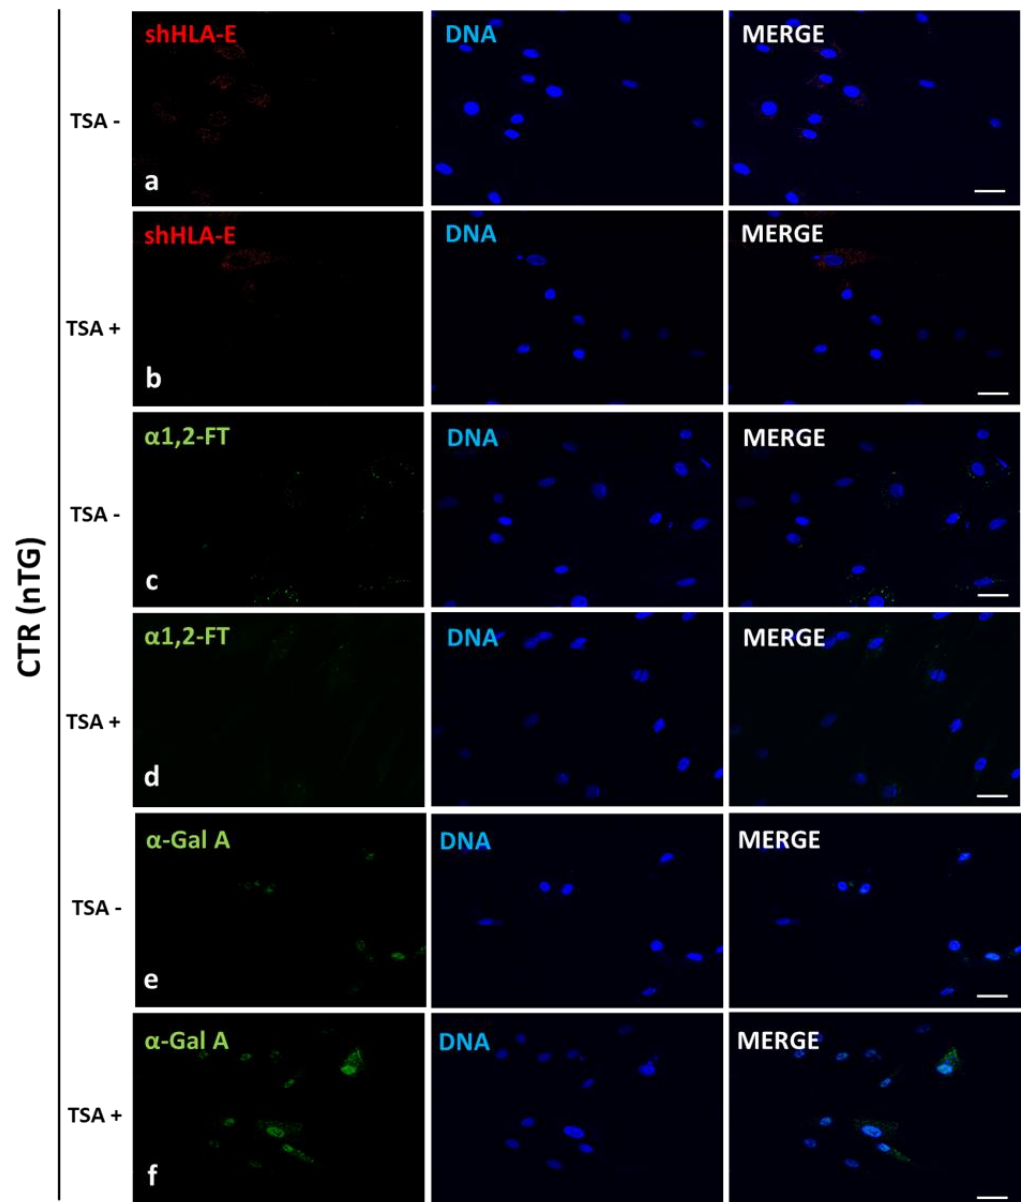 CTR (nTG)
TSA -
shHLA-E
DNA
MERGE
a
TSA +
shHLA-E
DNA
MERGE
b
TSA -
α1,2-FT
DNA
MERGE
c
TSA +
α1,2-FT
DNA
MERGE
d
TSA -
α-Gal A
DNA
MERGE
e
TSA +
α-Gal A
DNA
MERGE
f